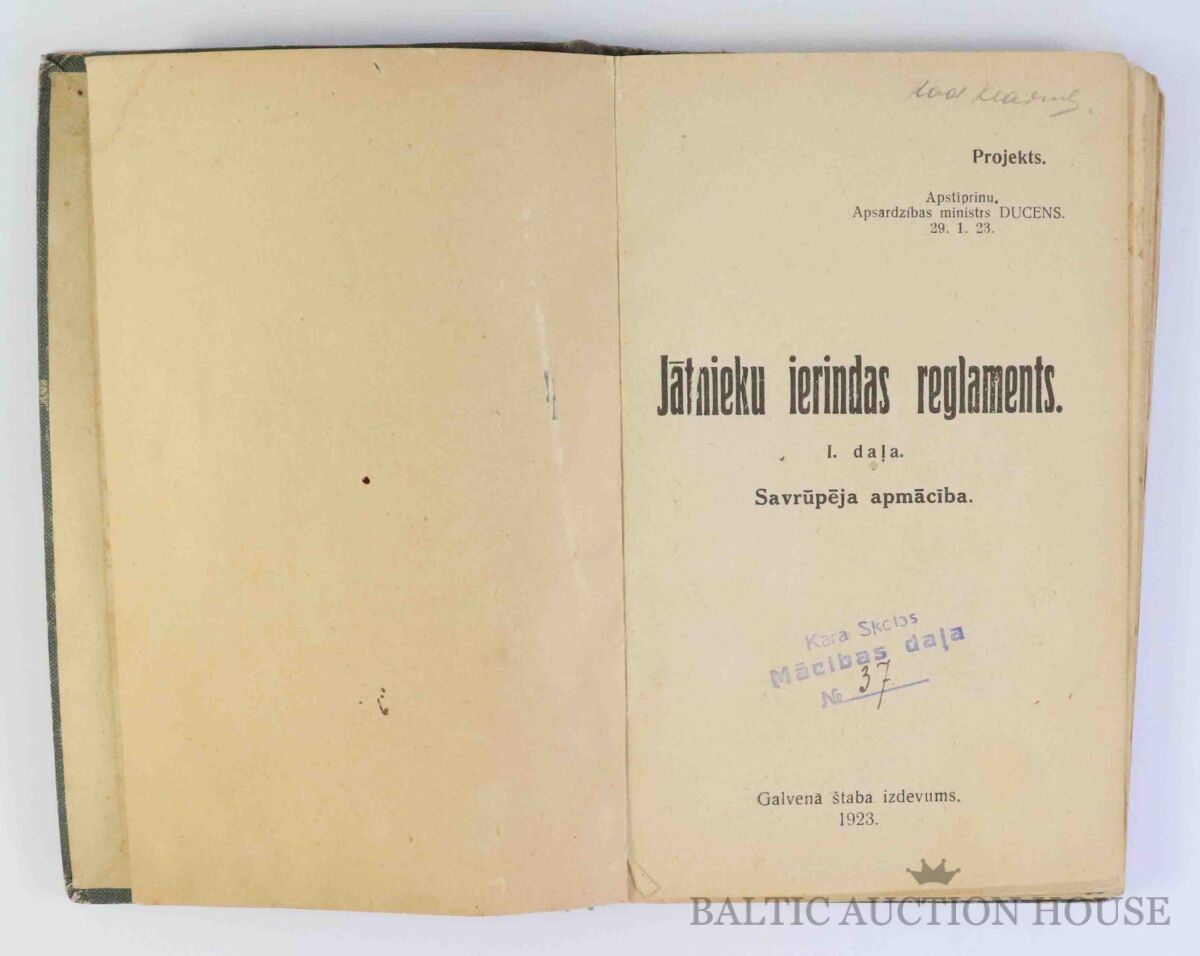 Projekts.
Apstiprinu,
Apsardzības ministrs DUCENS.
29. 1. 23.
Jātnieku ierindas reglaments.
I. daļa.
Savrūpēja apmācība.
Kara Skolas
Mācības daļa
№ 37
Galvenā štaba izdevums.
1923.
BALTIC AUCTION HOUSE